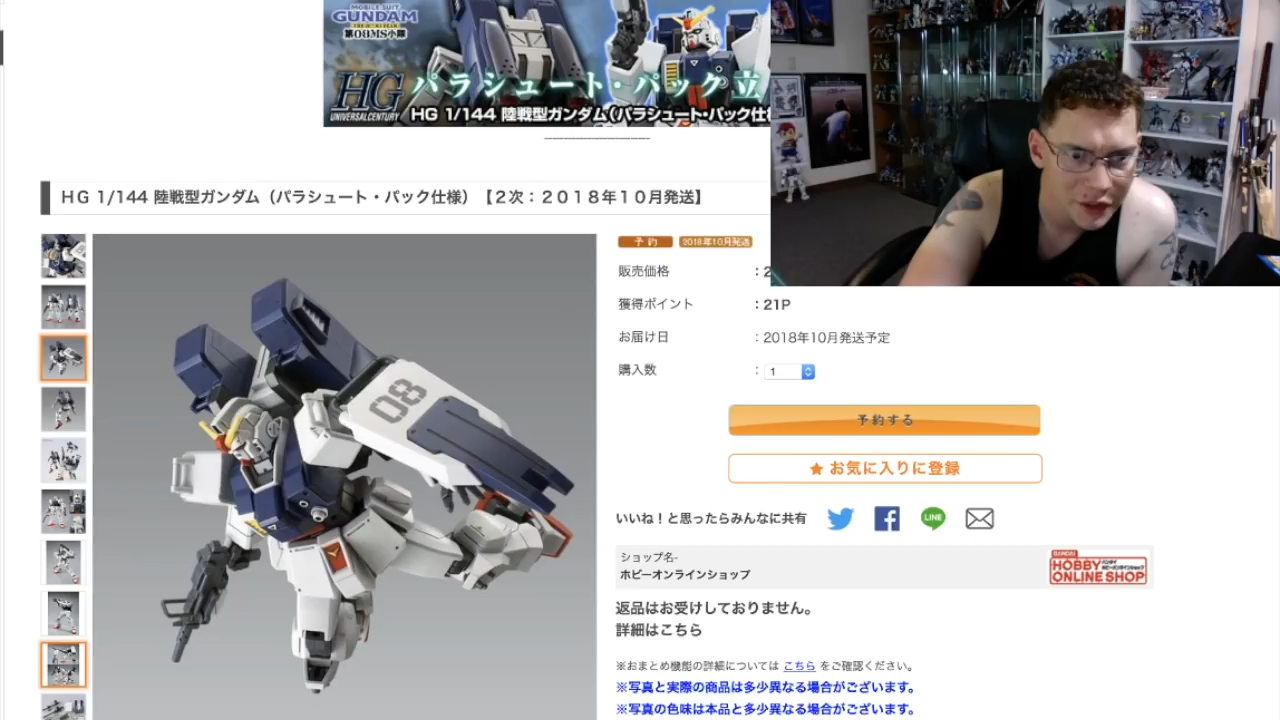 MOBILE SUIT
GUNDAM
第08MS小隊
HG
UNIVERSAL CENTURY
パラシュート・パック立
HG 1/144 陸戦型ガンダム(パラシュート・パック仕
HG 1/144 陸戦型ガンダム（パラシュート・パック仕様）【2次：2018年10月発送】
予約 2018年10月発送
販売価格 : 2
獲得ポイント : 21P
お届け日 : 2018年10月発送予定
購入数 : 1
08
予約する
★ お気に入りに登録
いいね！と思ったらみんなに共有
LINE
ショップ名-
ホビーオンラインショップ
BANDAI
HOBBY
ONLINE SHOP
返品はお受けしておりません。
詳細はこちら
※おまとめ機能の詳細については こちら をご確認ください。
※写真と実際の商品は多少異なる場合がございます。
※写真の色味は本品と多少異なる場合がございます。